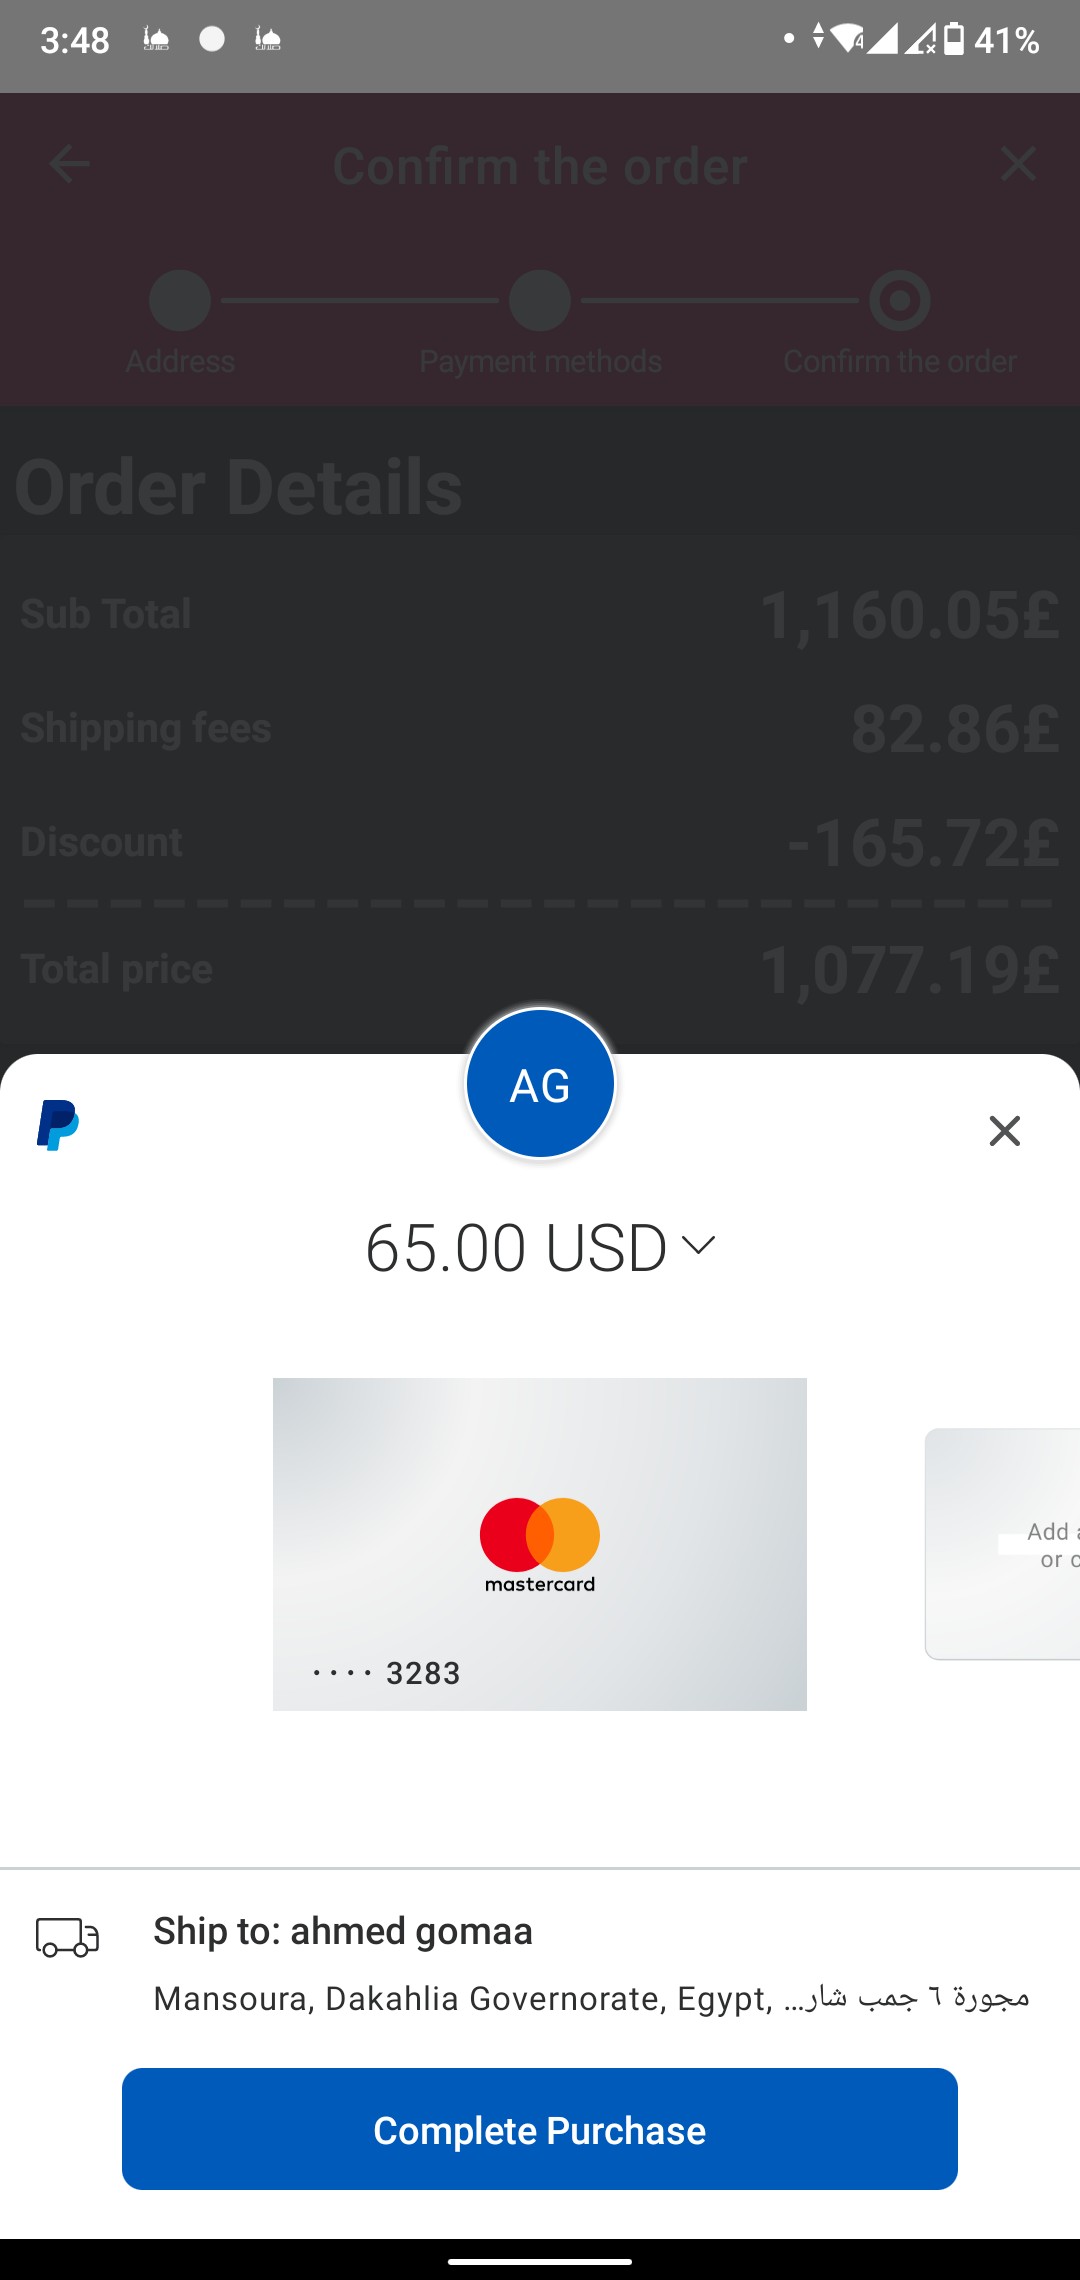 3:48
41%
Confirm the order
Address
Payment methods
Confirm the order
Order Details
Sub Total
1,160.05£
Shipping fees
82.86£
Discount
-165.72£
Total price
1,077.19£
AG
65.00 USD
mastercard
···· 3283
Add
or
Ship to: ahmed gomaa
Mansoura, Dakahlia Governorate, Egypt, مجورة ٦ جمب شار...
Complete Purchase